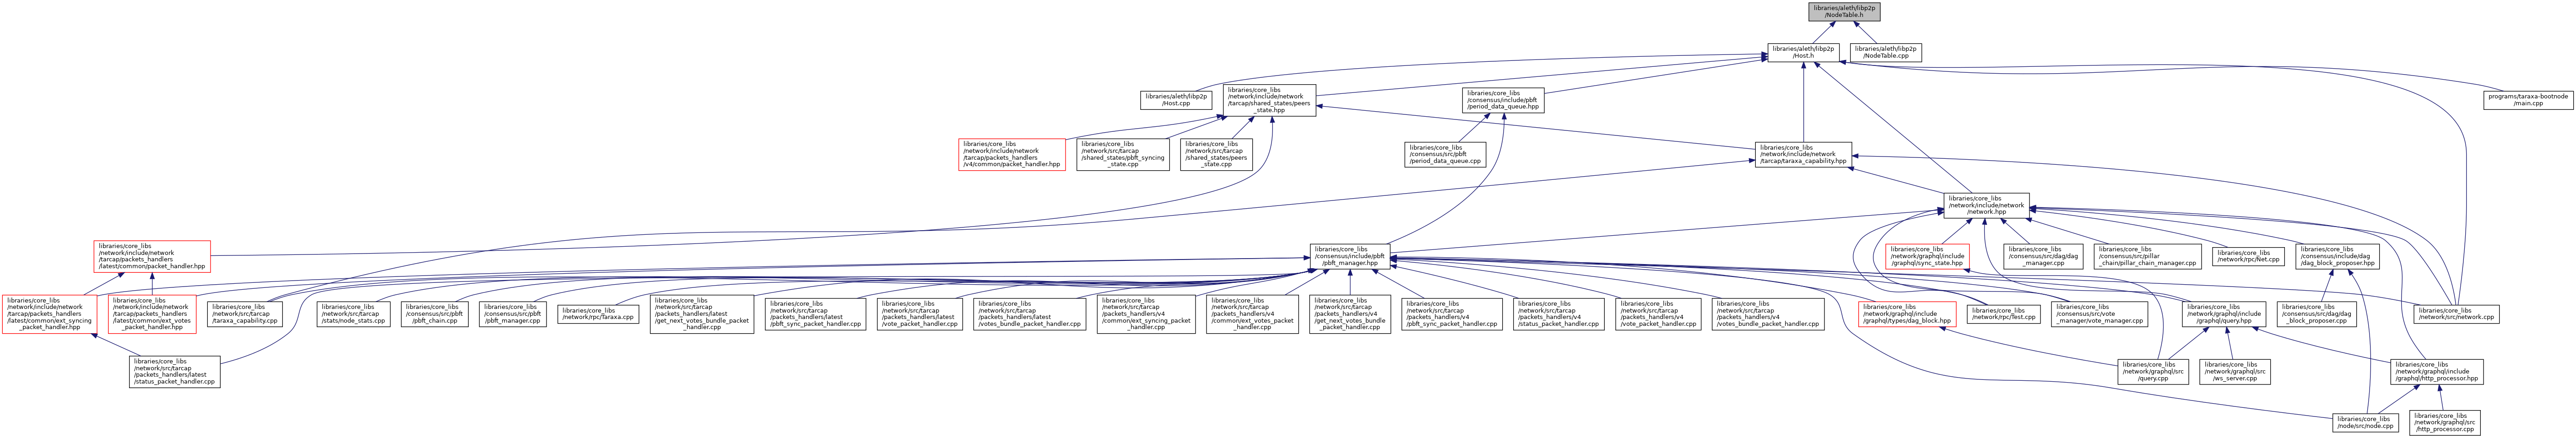 libraries/aleth/libp2p
/NodeTable.h
libraries/aleth/libp2p
/Host.h
libraries/aleth/libp2p
/NodeTable.cpp
libraries/aleth/libp2p
/Host.cpp
libraries/core_libs
/network/include/network
/tarcap/shared_states/peers
_state.hpp
libraries/core_libs
/consensus/include/pbft
/period_data_queue.hpp
programs/taraxa-bootnode
/main.cpp
libraries/core_libs
/network/include/network
/tarcap/packets_handlers
/v4/common/packet_handler.hpp
libraries/core_libs
/network/src/tarcap
/shared_states/pbft_syncing
_state.cpp
libraries/core_libs
/network/src/tarcap
/shared_states/peers
_state.cpp
libraries/core_libs
/consensus/src/pbft
/period_data_queue.cpp
libraries/core_libs
/network/include/network
/tarcap/taraxa_capability.hpp
libraries/core_libs
/network/include/network
/network.hpp
libraries/core_libs
/network/include/network
/tarcap/packets_handlers
/latest/common/packet_handler.hpp
libraries/core_libs
/consensus/include/pbft
/pbft_manager.hpp
libraries/core_libs
/network/graphql/include
/graphql/sync_state.hpp
libraries/core_libs
/consensus/src/dag/dag
_manager.cpp
libraries/core_libs
/consensus/src/pillar
_chain/pillar_chain_manager.cpp
libraries/core_libs
/network/rpc/Net.cpp
libraries/core_libs
/consensus/include/dag
/dag_block_proposer.hpp
libraries/core_libs
/network/include/network
/tarcap/packets_handlers
/latest/common/ext_syncing
_packet_handler.hpp
libraries/core_libs
/network/include/network
/tarcap/packets_handlers
/latest/common/ext_votes
_packet_handler.hpp
libraries/core_libs
/network/src/tarcap
/taraxa_capability.cpp
libraries/core_libs
/network/src/tarcap
/stats/node_stats.cpp
libraries/core_libs
/consensus/src/pbft
/pbft_chain.cpp
libraries/core_libs
/consensus/src/pbft
/pbft_manager.cpp
libraries/core_libs
/network/rpc/Taraxa.cpp
libraries/core_libs
/network/src/tarcap
/packets_handlers/latest
/get_next_votes_bundle_packet
_handler.cpp
libraries/core_libs
/network/src/tarcap
/packets_handlers/latest
/pbft_sync_packet_handler.cpp
libraries/core_libs
/network/src/tarcap
/packets_handlers/latest
/vote_packet_handler.cpp
libraries/core_libs
/network/src/tarcap
/packets_handlers/latest
/votes_bundle_packet_handler.cpp
libraries/core_libs
/network/src/tarcap
/packets_handlers/v4
/common/ext_syncing_packet
_handler.cpp
libraries/core_libs
/network/src/tarcap
/packets_handlers/v4
/common/ext_votes_packet
_handler.cpp
libraries/core_libs
/network/src/tarcap
/packets_handlers/v4
/get_next_votes_bundle
_packet_handler.cpp
libraries/core_libs
/network/src/tarcap
/packets_handlers/v4
/pbft_sync_packet_handler.cpp
libraries/core_libs
/network/src/tarcap
/packets_handlers/v4
/status_packet_handler.cpp
libraries/core_libs
/network/src/tarcap
/packets_handlers/v4
/vote_packet_handler.cpp
libraries/core_libs
/network/src/tarcap
/packets_handlers/v4
/votes_bundle_packet_handler.cpp
libraries/core_libs
/network/graphql/include
/graphql/types/dag_block.hpp
libraries/core_libs
/network/rpc/Test.cpp
libraries/core_libs
/consensus/src/vote
_manager/vote_manager.cpp
libraries/core_libs
/network/graphql/include
/graphql/query.hpp
libraries/core_libs
/consensus/src/dag/dag
_block_proposer.cpp
libraries/core_libs
/network/src/network.cpp
libraries/core_libs
/network/src/tarcap
/packets_handlers/latest
/status_packet_handler.cpp
libraries/core_libs
/network/graphql/src
/query.cpp
libraries/core_libs
/network/graphql/src
/ws_server.cpp
libraries/core_libs
/network/graphql/include
/graphql/http_processor.hpp
libraries/core_libs
/node/src/node.cpp
libraries/core_libs
/network/graphql/src
/http_processor.cpp